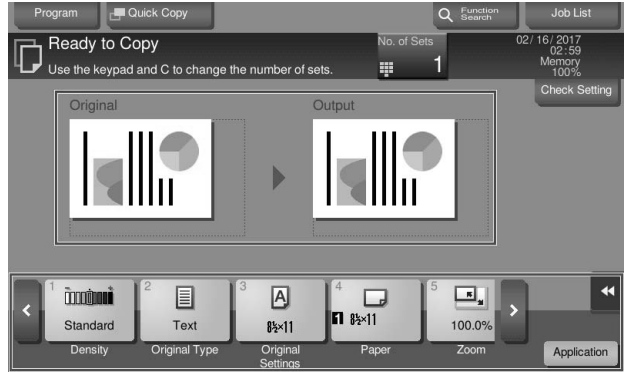 Program
Quick Copy
Function
Search
Job List
Ready to Copy
Use the keypad and C to change the number of sets.
No. of Sets
1
02/16/2017
02:59
Memory
100%
Check Setting
Original
Output
1
Standard
Density
2
Text
Original Type
3
A
8½×11
Original
Settings
4
1 8½×11
Paper
5
100.0%
Zoom
Application